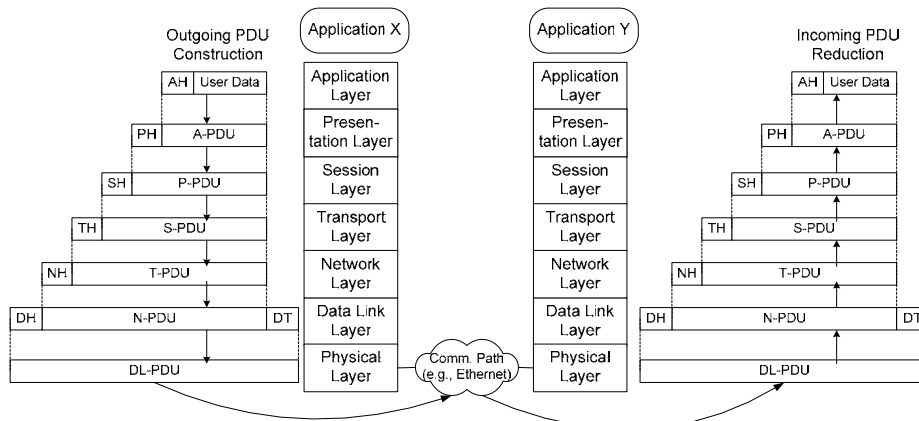 Outgoing PDU
Construction
Application X
Application Y
Incoming PDU
Reduction
AH
User Data
Application
Layer
Application
Layer
AH
User Data
PH
A-PDU
Presen-
tation Layer
Presen-
tation Layer
PH
A-PDU
SH
P-PDU
Session
Layer
Session
Layer
SH
P-PDU
TH
S-PDU
Transport
Layer
Transport
Layer
TH
S-PDU
NH
T-PDU
Network
Layer
Network
Layer
NH
T-PDU
DH
N-PDU
DT
Data Link
Layer
Data Link
Layer
DH
N-PDU
DT
DL-PDU
Physical
Layer
Comm. Path
(e.g., Ethernet)
Physical
Layer
DL-PDU